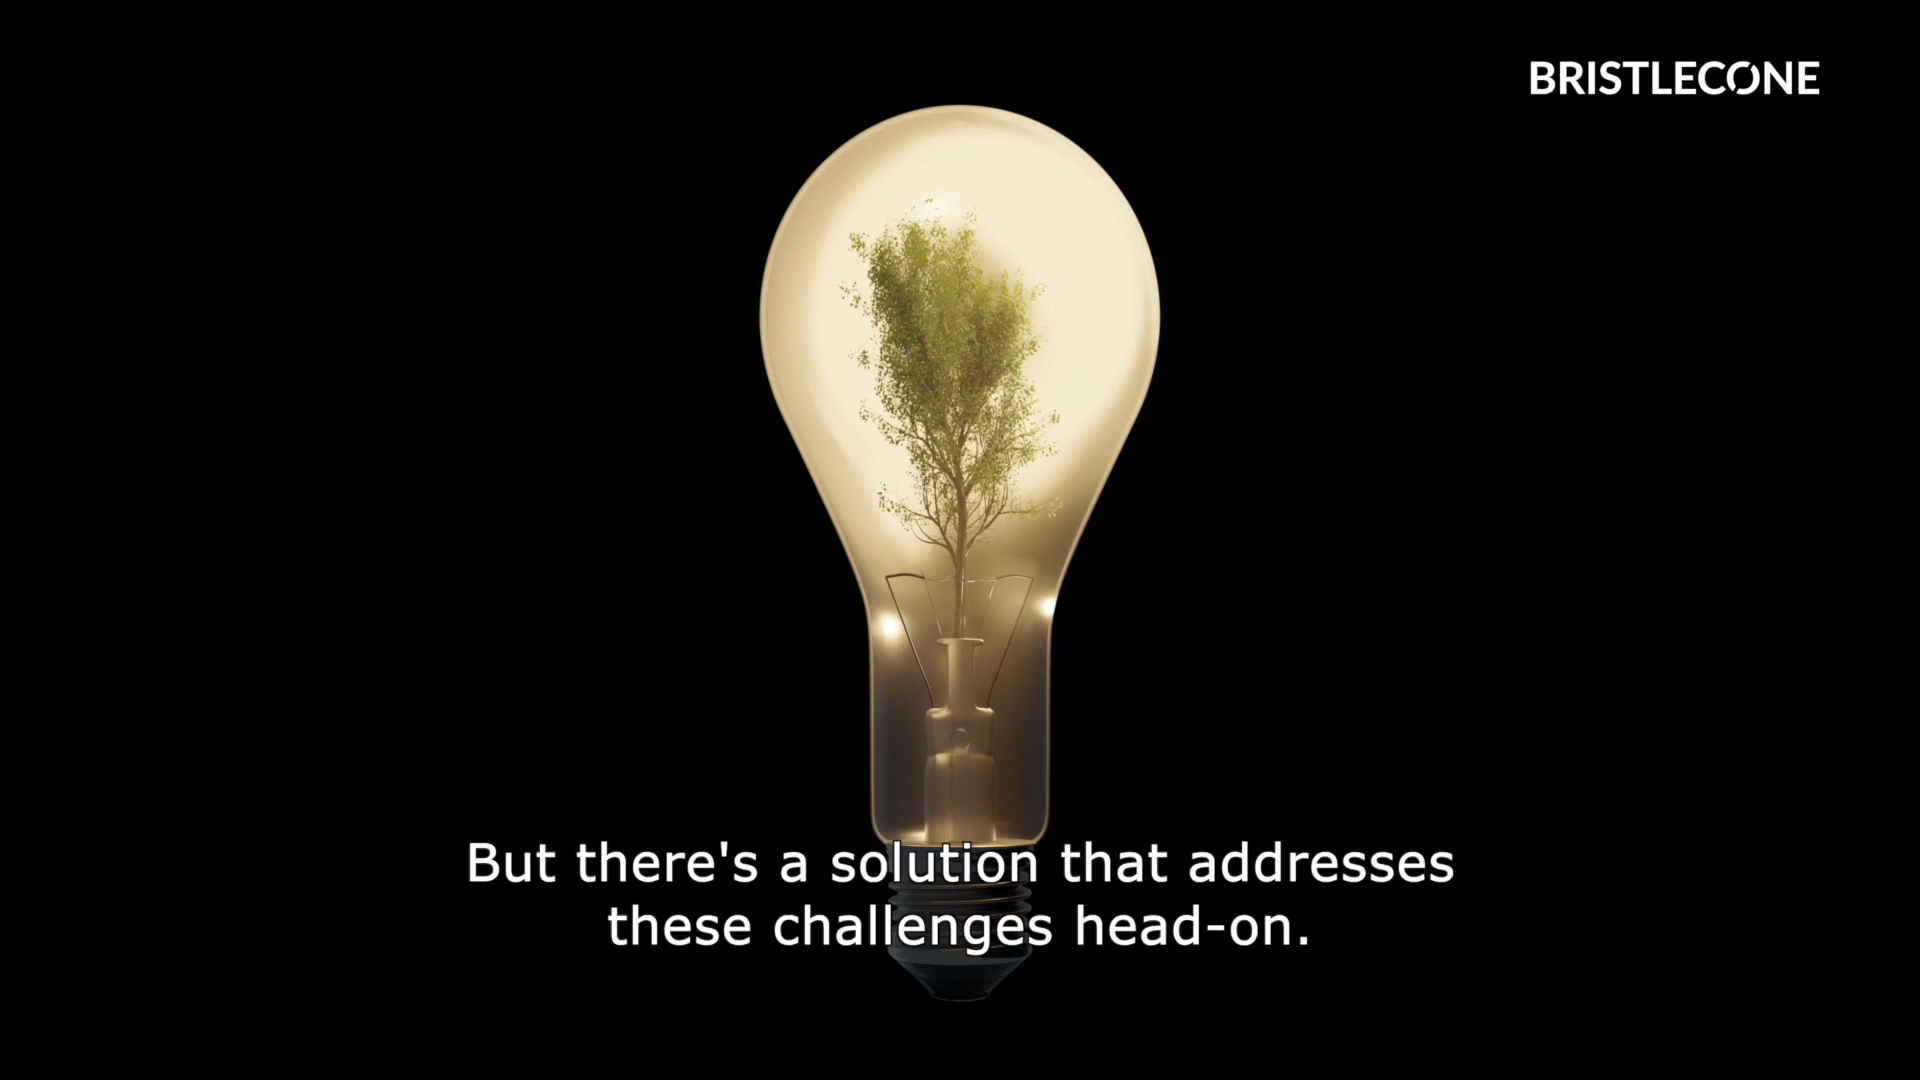 BRISTLECONE
But there's a solution that addresses
these challenges head-on.